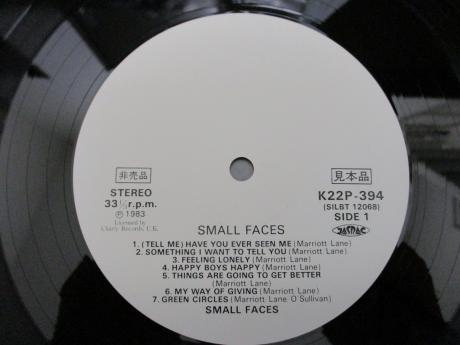 非売品
見本品
STEREO
33⅓ r.p.m.
Ⓟ1983
Licensed by
Charly Records, U.K.
K22P-394
(SILBT 12068)
SIDE 1
SMALL FACES
1. (TELL ME) HAVE YOU EVER SEEN ME (Marriott Lane)
2. SOMETHING I WANT TO TELL YOU (Marriott Lane)
3. FEELING LONELY (Marriott Lane)
4. HAPPY BOYS HAPPY (Marriott Lane)
5. THINGS ARE GOING TO GET BETTER
(Marriott Lane)
6. MY WAY OF GIVING (Marriott Lane)
7. GREEN CIRCLES (Marriott Lane O'Sullivan)
SMALL FACES